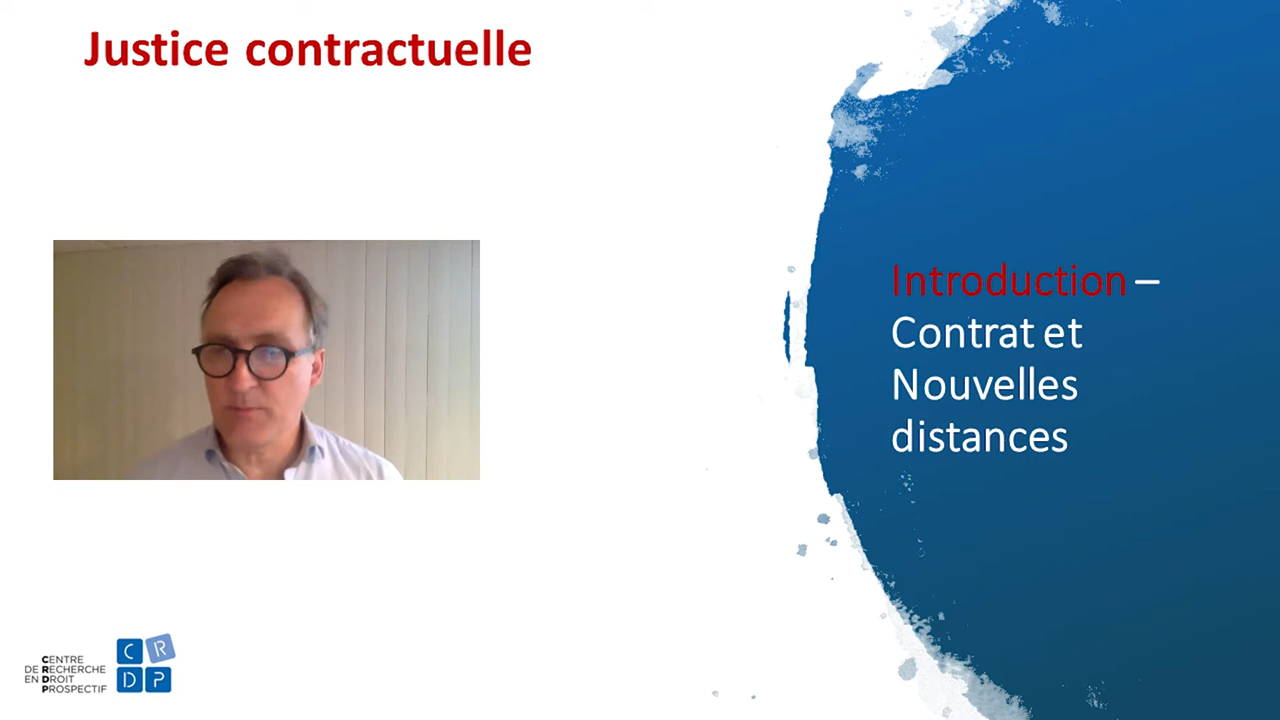 Justice contractuelle
Introduction –
Contrat et
Nouvelles
distances
CENTRE
DE RECHERCHE
EN DROIT
PROSPECTIF
C R
D P